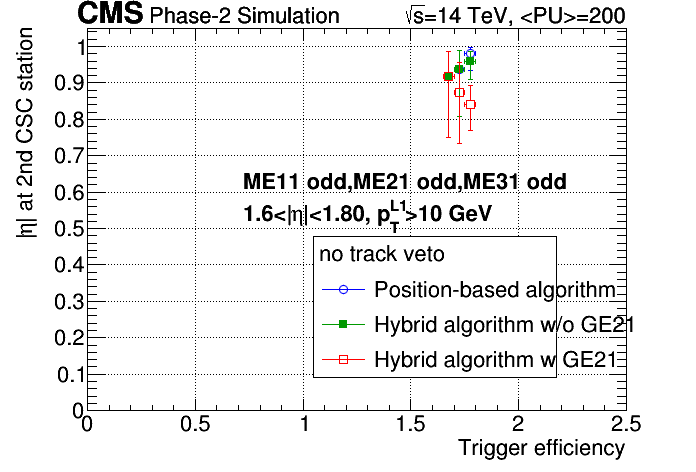 CMS Phase-2 Simulation √s=14 TeV, <PU>=200
|η| at 2nd CSC station
1
0.9
0.8
0.7
0.6
0.5
0.4
0.3
0.2
0.1
0
ME11 odd,ME21 odd,ME31 odd
1.6<|η|<1.80, p_T^L1>10 GeV
no track veto
Position-based algorithm
Hybrid algorithm w/o GE21
Hybrid algorithm w GE21
0 0.5 1 1.5 2 2.5
Trigger efficiency